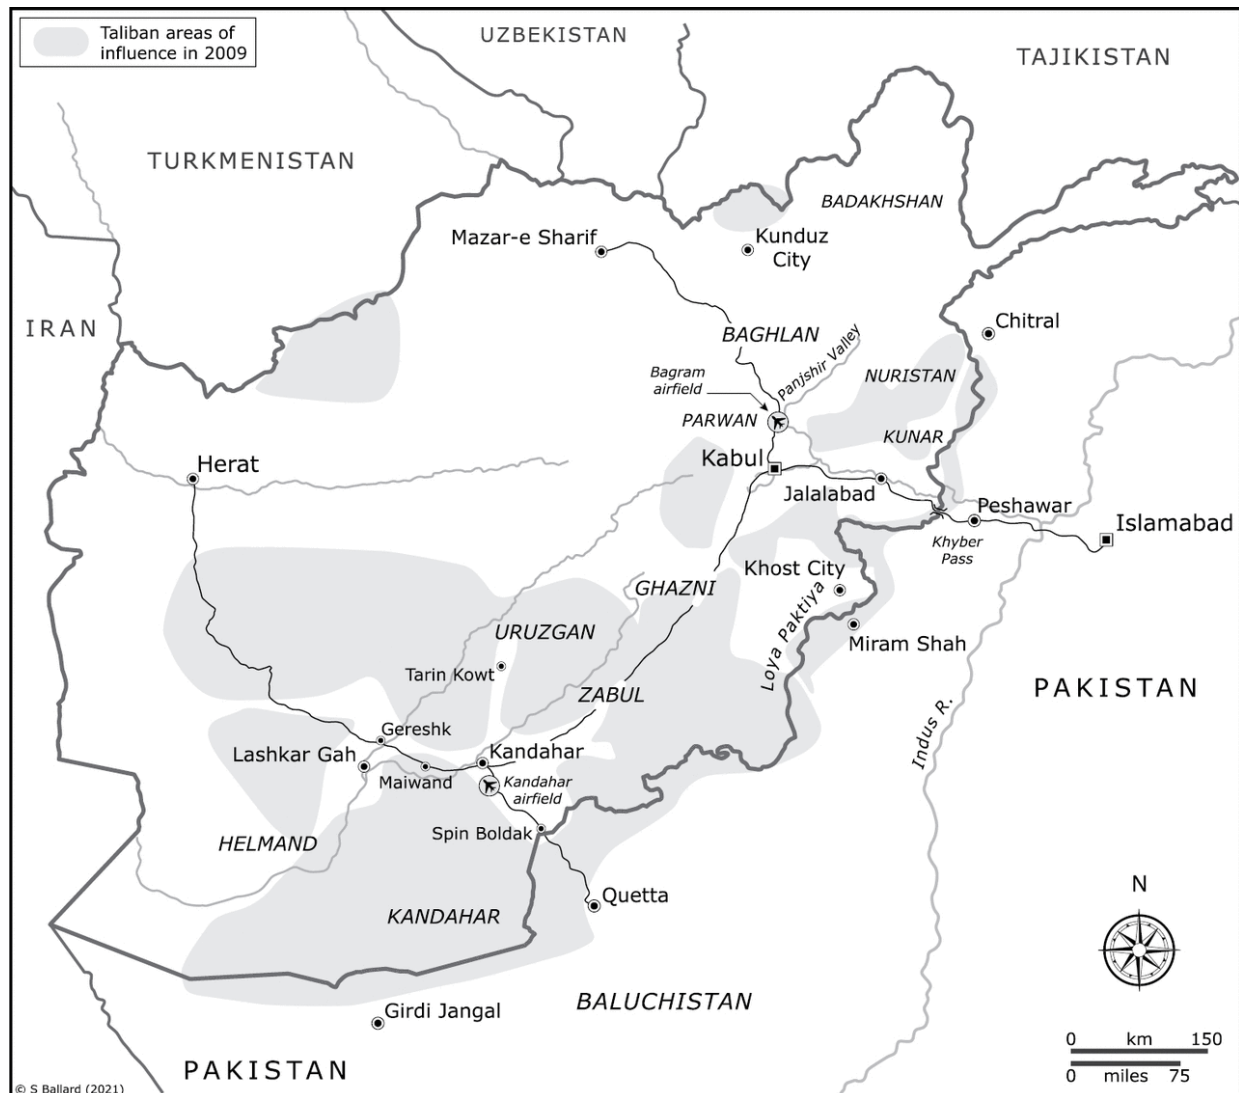 Taliban areas of
influence in 2009
UZBEKISTAN
TAJIKISTAN
TURKMENISTAN
BADAKHSHAN
Mazar-e Sharif
Kunduz
City
IRAN
Chitral
BAGHLAN
Panjshir Valley
Bagram
airfield
NURISTAN
PARWAN
KUNAR
Kabul
Herat
Jalalabad
Peshawar
Islamabad
Khyber
Pass
Khost City
GHAZNI
Loya Paktiya
URUZGAN
Miram Shah
Tarin Kowt
ZABUL
PAKISTAN
Indus R.
Gereshk
Lashkar Gah
Kandahar
Maiwand
Kandahar
airfield
Spin Boldak
HELMAND
Quetta
N
KANDAHAR
BALUCHISTAN
Girdi Jangal
0 km 150
0 miles 75
PAKISTAN
© S Ballard (2021)